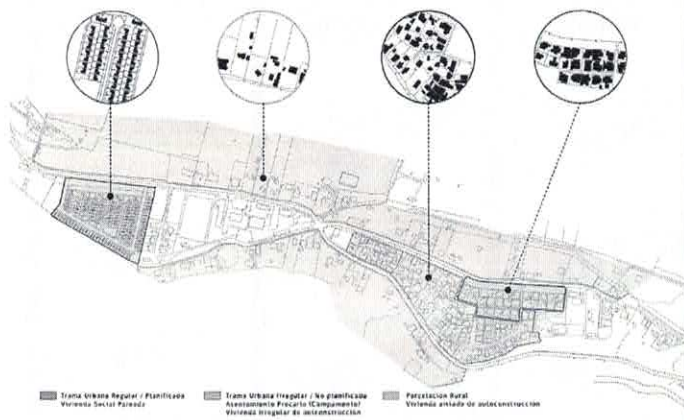 Trama Urbana Regular / Planificada
Vivienda Social Pareada
Trama Urbana Irregular / No planificada
Asentamiento Precario (Campamento)
Vivienda Irregular de autoconstrucción
Parcelación Rural
Vivienda aislada de autoconstrucción